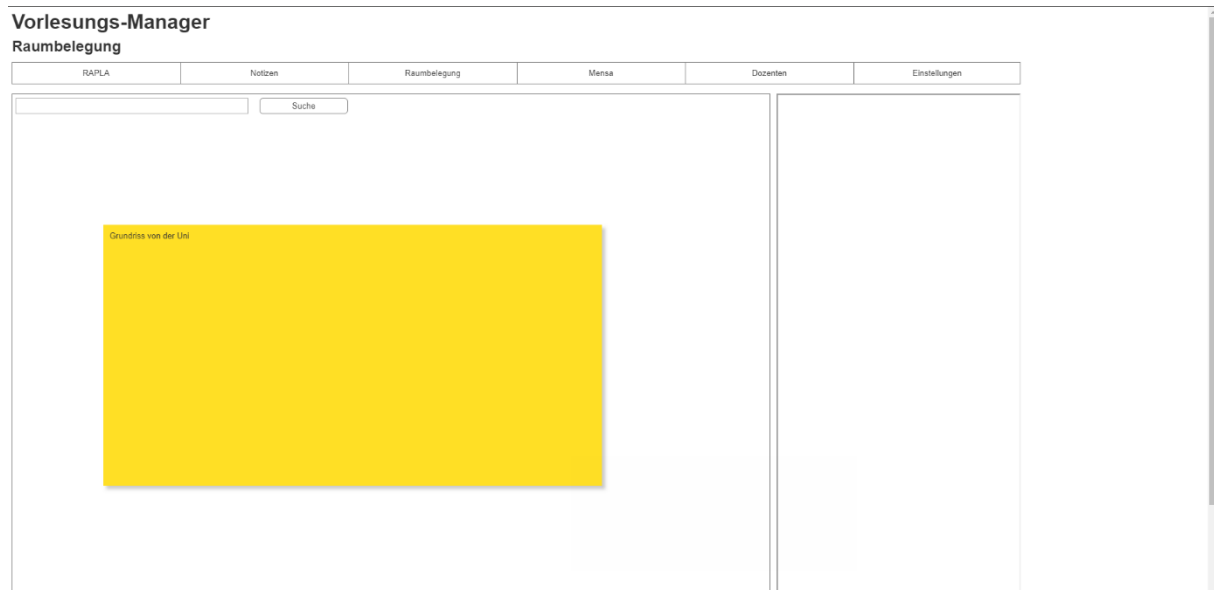 Vorlesungs-Manager
Raumbelegung
RAPLA
Notizen
Raumbelegung
Mensa
Dozenten
Einstellungen
Suche
Grundriss von der Uni